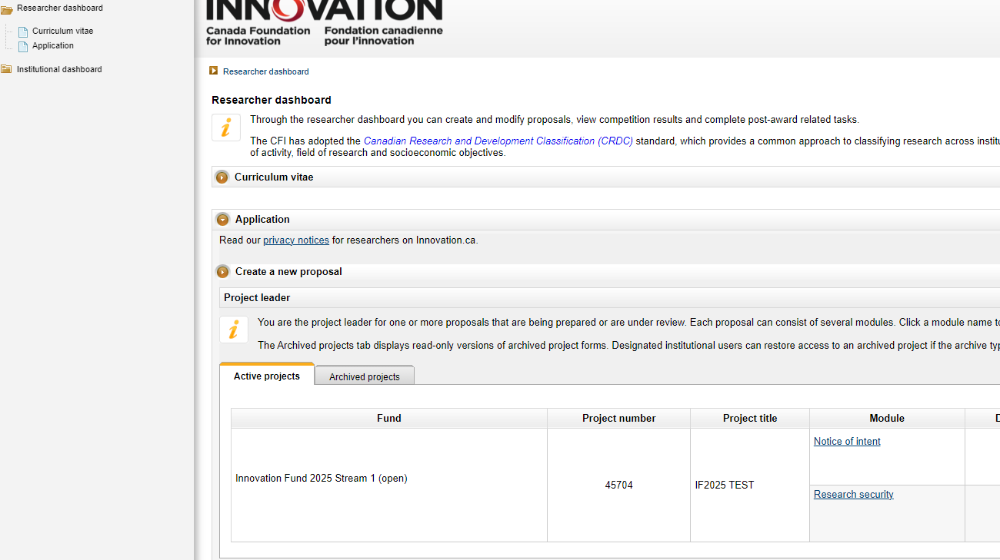 Researcher dashboard
Curriculum vitae
Application
Institutional dashboard
INNOVATION
Canada Foundation
for Innovation
Fondation canadienne
pour l'innovation
Researcher dashboard
Researcher dashboard
Through the researcher dashboard you can create and modify proposals, view competition results and complete post-award related tasks.
The CFI has adopted the Canadian Research and Development Classification (CRDC) standard, which provides a common approach to classifying research across
of activity, field of research and socioeconomic objectives.
Curriculum vitae
Application
Read our privacy notices for researchers on Innovation.ca.
Create a new proposal
Project leader
You are the project leader for one or more proposals that are being prepared or are under review. Each proposal can consist of several modules. Click a module name
The Archived projects tab displays read-only versions of archived project forms. Designated institutional users can restore access to an archived project if the archive
Active projects
Archived projects
Fund Project number Project title Module
Innovation Fund 2025 Stream 1 (open) 45704 IF2025 TEST
Notice of intent
Research security